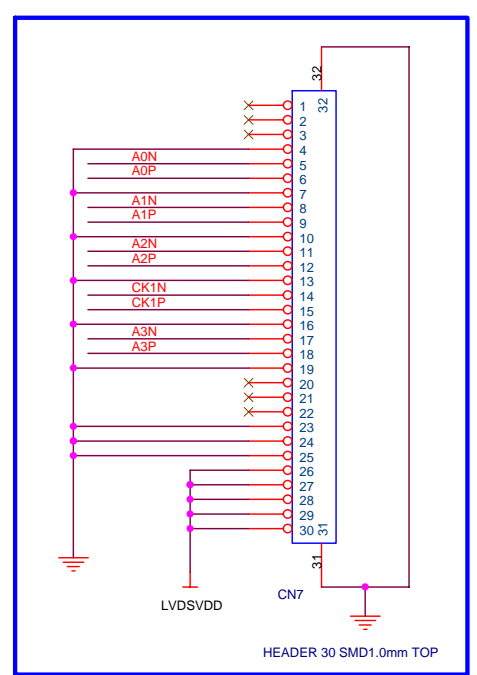 32
32
1
2
3
4
A0N 5
A0P 6
7
A1N 8
A1P 9
10
A2N 11
A2P 12
13
CK1N 14
CK1P 15
16
A3N 17
A3P 18
19
20
21
22
23
24
25
26
27
28
29
30 31
31
CN7
LVDSVDD
HEADER 30 SMD1.0mm TOP